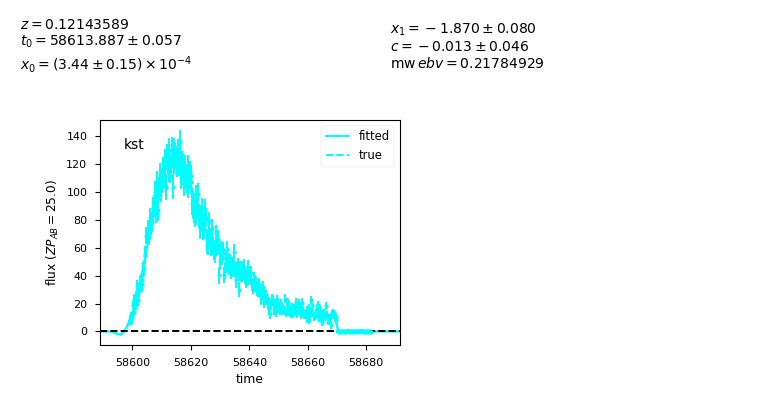 z = 0.12143589
t₀ = 58613.887 ± 0.057
x₀ = (3.44 ± 0.15) × 10⁻⁴
x₁ = −1.870 ± 0.080
c = −0.013 ± 0.046
mw ebv = 0.21784929
kst
fitted
true
flux (ZP_AB = 25.0)
140
120
100
80
60
40
20
0
58600 58620 58640 58660 58680
time